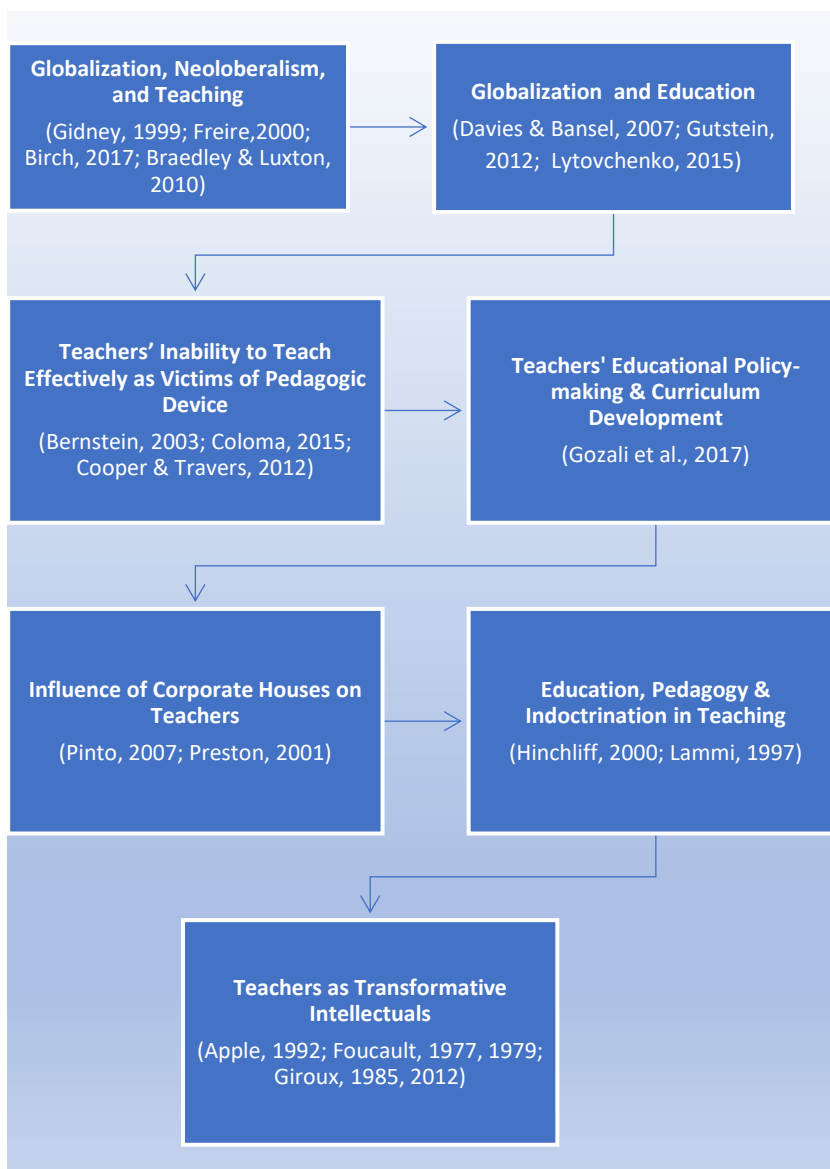 Globalization, Neoloberalism,
and Teaching
(Gidney, 1999; Freire,2000;
Birch, 2017; Braedley & Luxton,
2010)
Globalization and Education
(Davies & Bansel, 2007; Gutstein,
2012; Lytovchenko, 2015)
Teachers’ Inability to Teach
Effectively as Victims of Pedagogic
Device
(Bernstein, 2003; Coloma, 2015;
Cooper & Travers, 2012)
Teachers' Educational Policy-
making & Curriculum
Development
(Gozali et al., 2017)
Influence of Corporate Houses on
Teachers
(Pinto, 2007; Preston, 2001)
Education, Pedagogy &
Indoctrination in Teaching
(Hinchliff, 2000; Lammi, 1997)
Teachers as Transformative
Intellectuals
(Apple, 1992; Foucault, 1977, 1979;
Giroux, 1985, 2012)